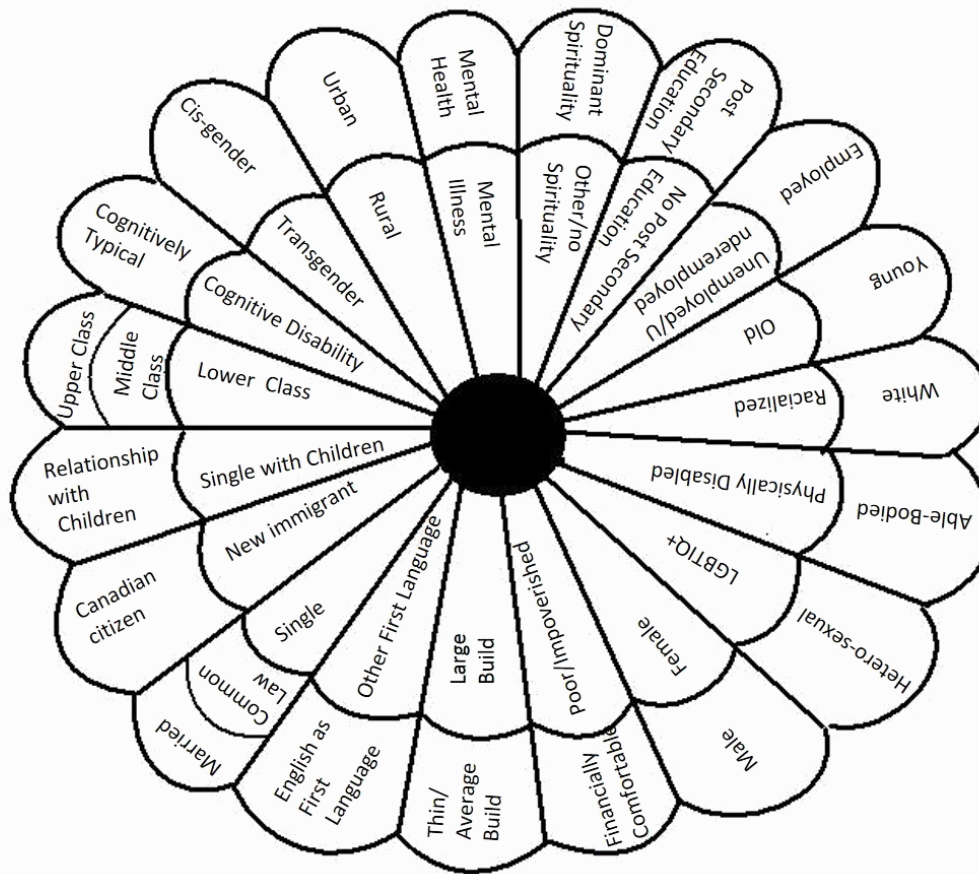 Dominant
Spirituality
Other/no
Spirituality
Post
Secondary
Education
No Post Secondary
Education
Employed
Unemployed/U
nderemployed
Young
Old
White
Racialized
Able-Bodied
Physically Disabled
Hetero-sexual
LGBTIQ+
Male
Female
Financially
Comfortable
Poor/Impoverished
Thin/
Average
Build
Large
Build
English as
First
Language
Other First Language
Married
Common
Law
Single
Canadian
citizen
New immigrant
Relationship
with
Children
Single with Children
Upper Class
Middle
Class
Lower Class
Cognitively
Typical
Cognitive Disability
Cis-gender
Transgender
Urban
Rural
Mental
Health
Mental
Illness